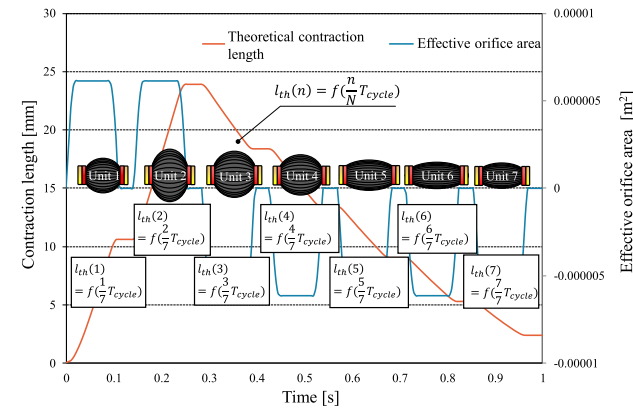 Theoretical contraction length
Effective orifice area
l_th(n) = f(n/N T_cycle)
Unit 1
Unit 2
Unit 3
Unit 4
Unit 5
Unit 6
Unit 7
l_th(1)
= f(1/7 T_cycle)
l_th(2)
= f(2/7 T_cycle)
l_th(3)
= f(3/7 T_cycle)
l_th(4)
= f(4/7 T_cycle)
l_th(5)
= f(5/7 T_cycle)
l_th(6)
= f(6/7 T_cycle)
l_th(7)
= f(7/7 T_cycle)
Contraction length [mm]
30
25
20
15
10
5
0
Effective orifice area [m²]
0.00001
0.000005
0
-0.000005
-0.00001
0 0.1 0.2 0.3 0.4 0.5 0.6 0.7 0.8 0.9 1
Time [s]